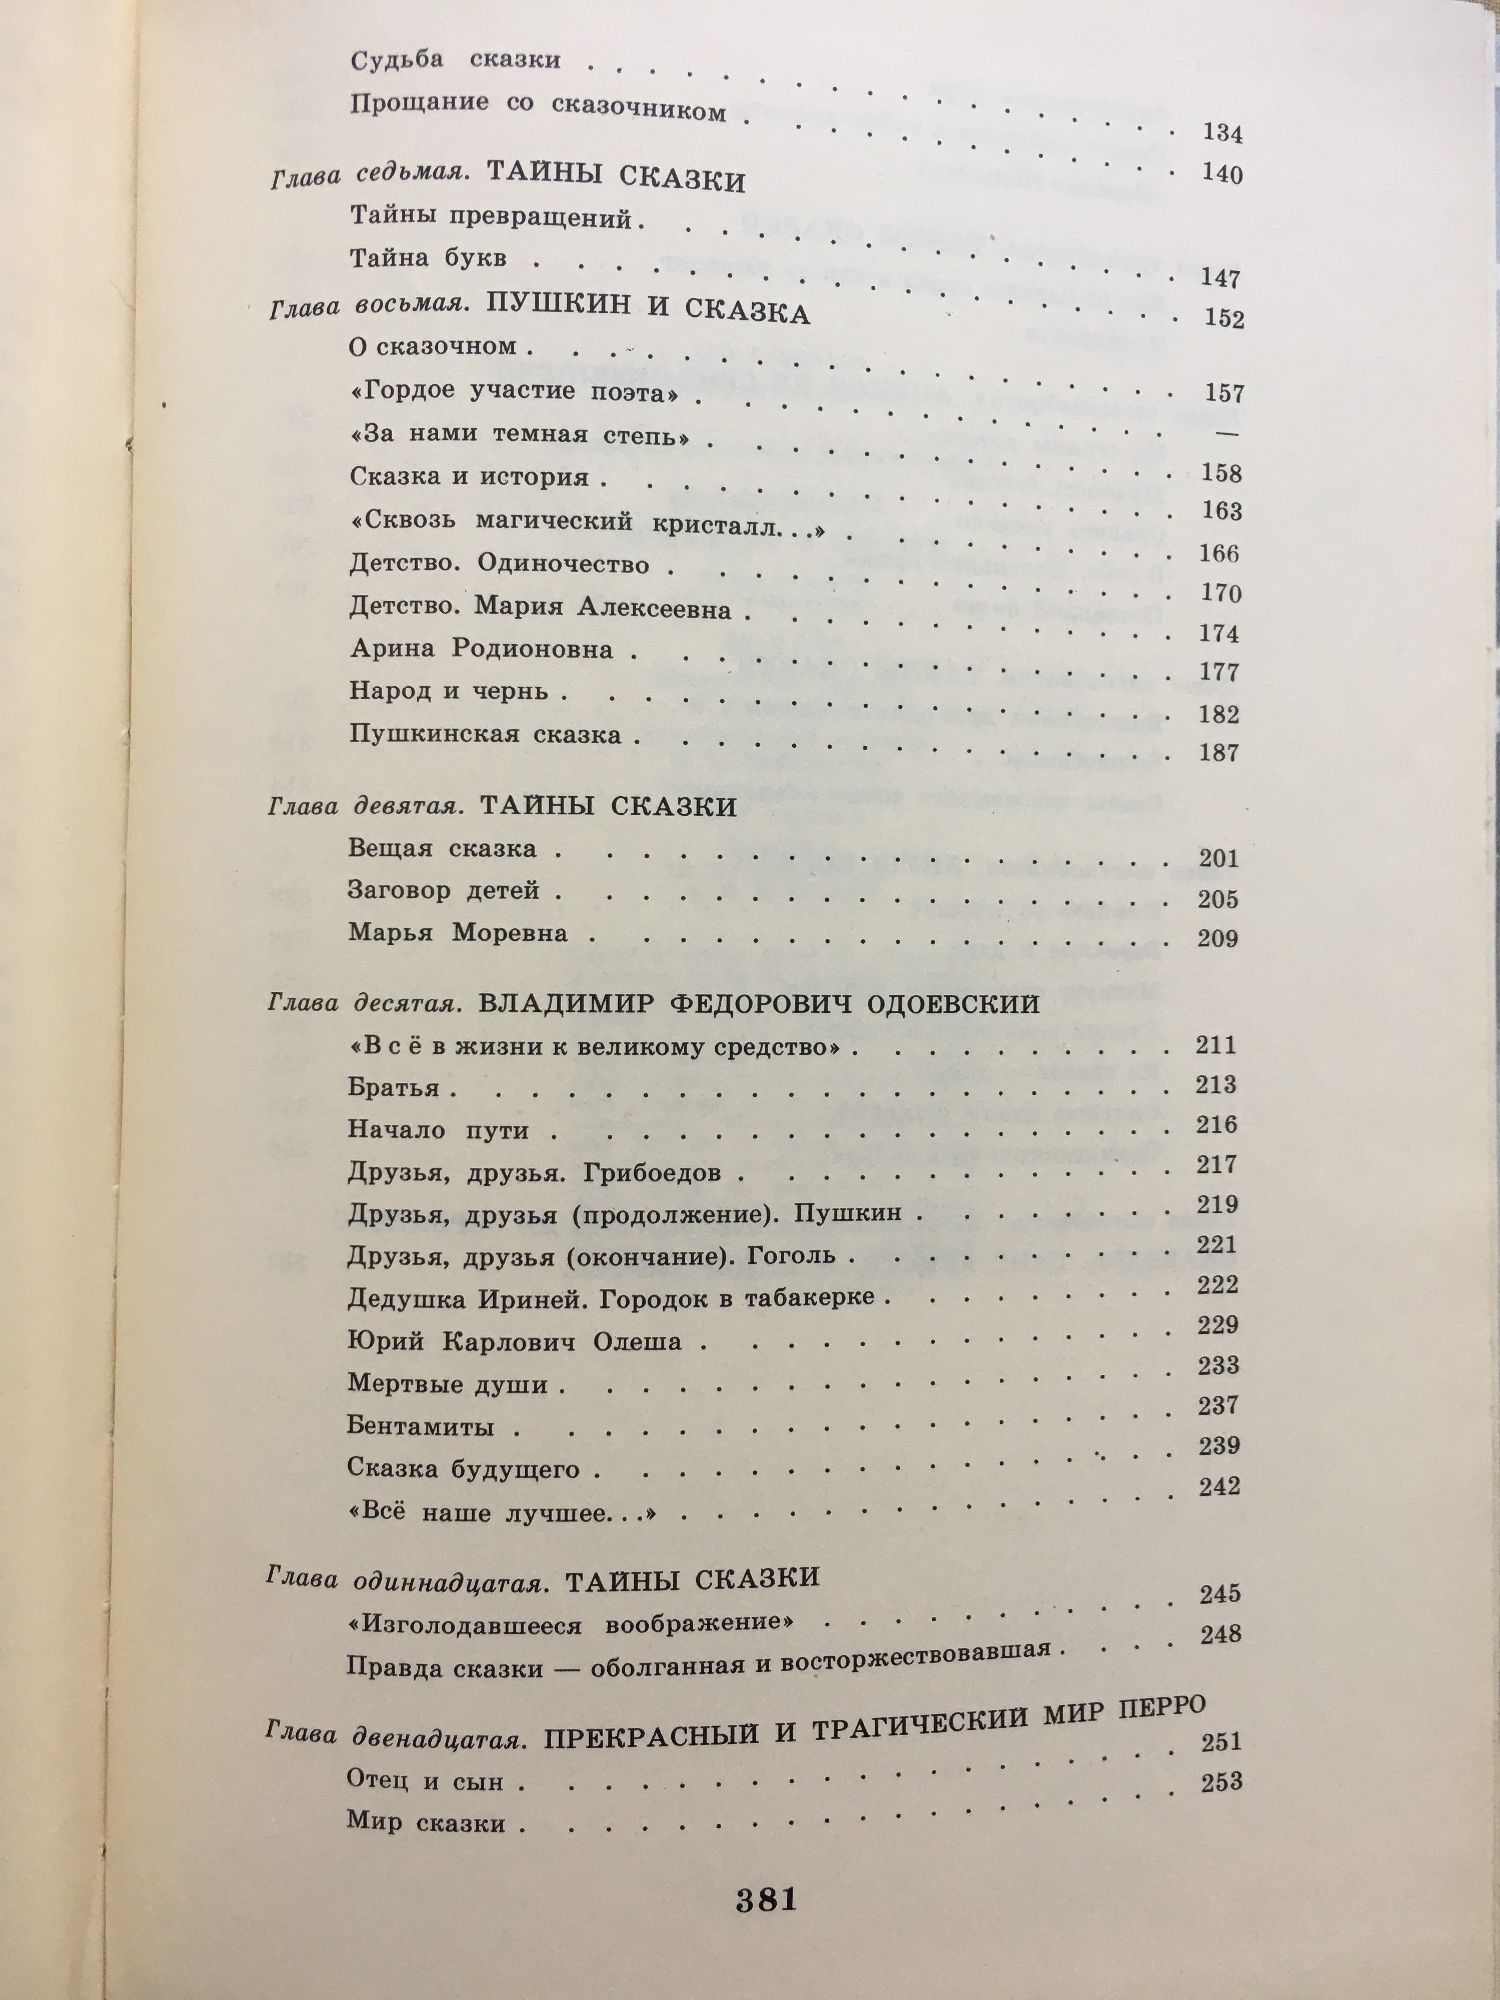 Судьба сказки . . . . . . . . . . . . . . . . . 134
Прощание со сказочником . . . . . . . . . . . . . 140
Глава седьмая. ТАЙНЫ СКАЗКИ
Тайны превращений . . . . . . . . . . . . . . . 147
Тайна букв . . . . . . . . . . . . . . . . . . 152
Глава восьмая. ПУШКИН И СКАЗКА
О сказочном . . . . . . . . . . . . . . . . . . 157
«Гордое участие поэта» . . . . . . . . . . . . . —
«За нами темная степь» . . . . . . . . . . . . . 158
Сказка и история . . . . . . . . . . . . . . . . 163
«Сквозь магический кристалл...» . . . . . . . . . . 166
Детство. Одиночество . . . . . . . . . . . . . . 170
Детство. Мария Алексеевна . . . . . . . . . . . . 174
Арина Родионовна . . . . . . . . . . . . . . . 177
Народ и чернь . . . . . . . . . . . . . . . . . 182
Пушкинская сказка . . . . . . . . . . . . . . . 187
Глава девятая. ТАЙНЫ СКАЗКИ
Вещая сказка . . . . . . . . . . . . . . . . . 201
Заговор детей . . . . . . . . . . . . . . . . . 205
Марья Моревна . . . . . . . . . . . . . . . . 209
Глава десятая. ВЛАДИМИР ФЕДОРОВИЧ ОДОЕВСКИЙ
«Всё в жизни к великому средство» . . . . . . . . . . 211
Братья . . . . . . . . . . . . . . . . . . . . 213
Начало пути . . . . . . . . . . . . . . . . . 216
Друзья, друзья. Грибоедов . . . . . . . . . . . . 217
Друзья, друзья (продолжение). Пушкин . . . . . . . . 219
Друзья, друзья (окончание). Гоголь . . . . . . . . . 221
Дедушка Ириней. Городок в табакерке . . . . . . . . 222
Юрий Карлович Олеша . . . . . . . . . . . . . 229
Мертвые души . . . . . . . . . . . . . . . . . 233
Бентамиты . . . . . . . . . . . . . . . . . . 237
Сказка будущего . . . . . . . . . . . . . . . . 239
«Всё наше лучшее...» . . . . . . . . . . . . . . 242
Глава одиннадцатая. ТАЙНЫ СКАЗКИ
«Изголодавшееся воображение» . . . . . . . . . . 245
Правда сказки — оболганная и восторжествовавшая . . . . 248
Глава двенадцатая. ПРЕКРАСНЫЙ И ТРАГИЧЕСКИЙ МИР ПЕРРО
Отец и сын . . . . . . . . . . . . . . . . . . 251
Мир сказки . . . . . . . . . . . . . . . . . . 253
381